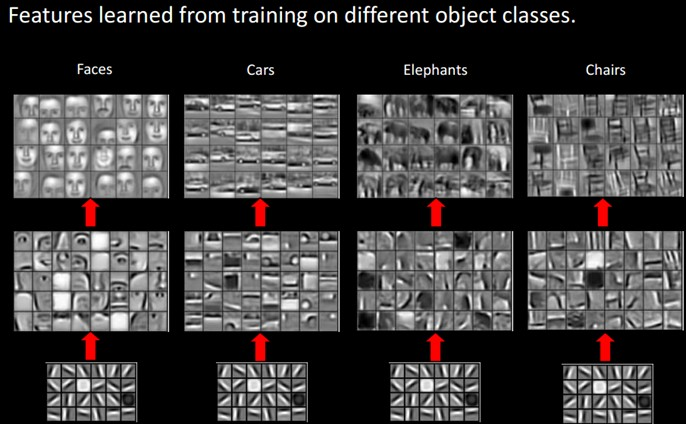 Features learned from training on different object classes.
Faces
Cars
Elephants
Chairs